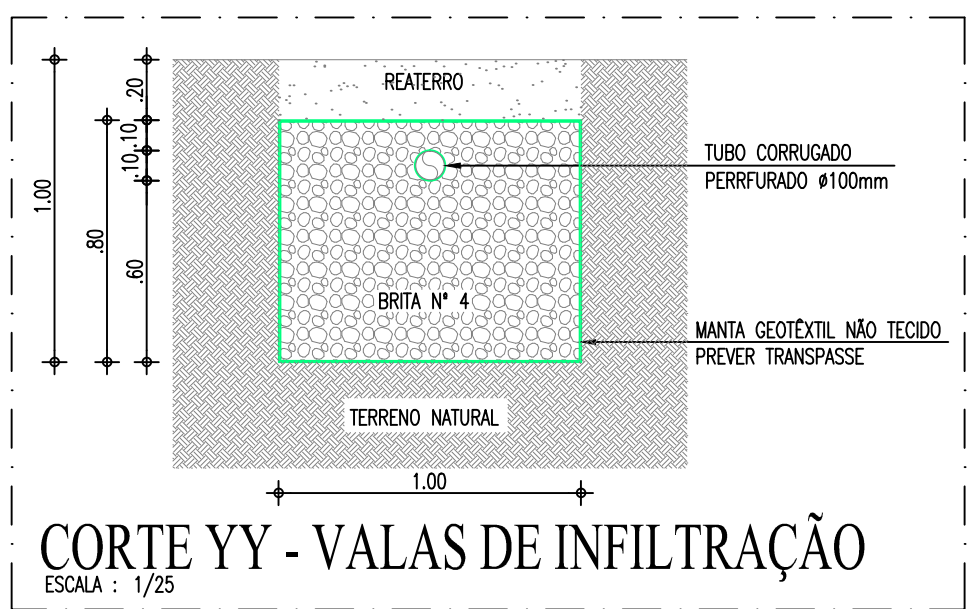 REATERRO
.20
.10
.10
1.00
.80
.60
TUBO CORRUGADO
PERRFURADO ø100mm
BRITA N° 4
MANTA GEOTÊXTIL NÃO TECIDO
PREVER TRANSPASSE
TERRENO NATURAL
1.00
CORTE YY - VALAS DE INFILTRAÇÃO
ESCALA : 1/25